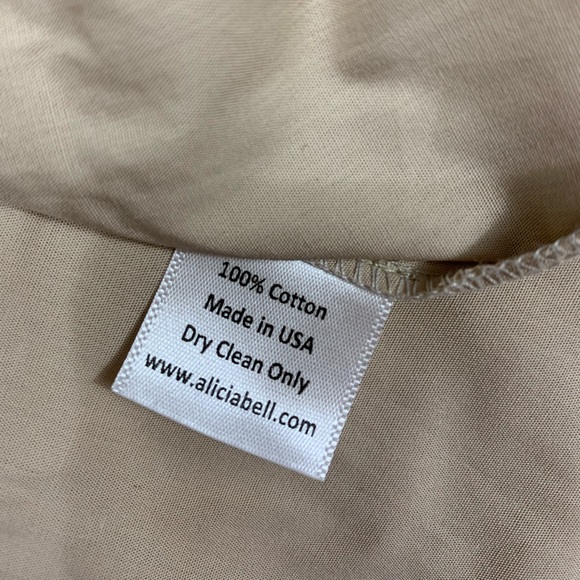 100% Cotton
Made in USA
Dry Clean Only
www.aliciabell.com